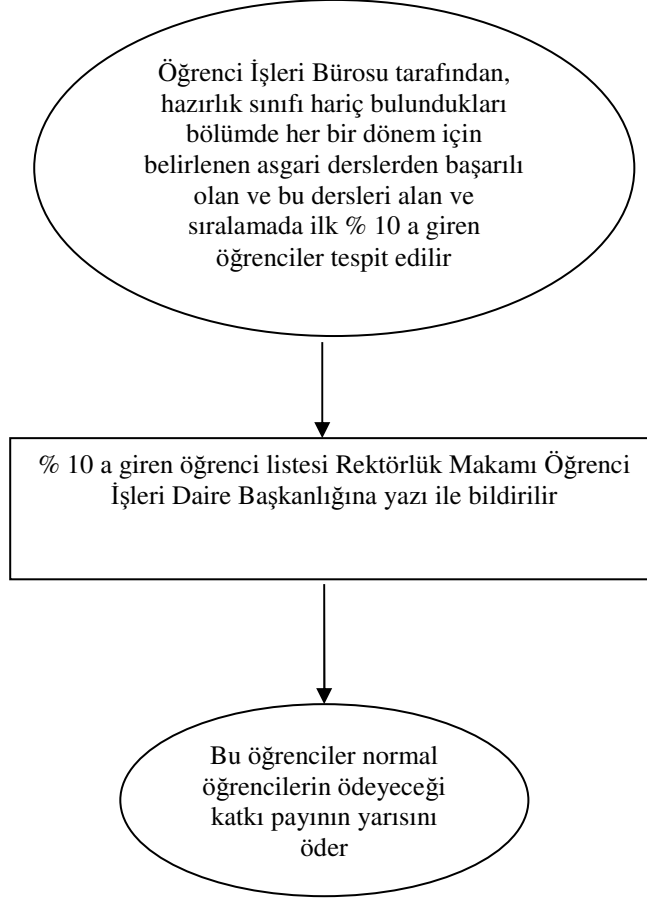 Öğrenci İşleri Bürosu tarafından,
hazırlık sınıfı hariç bulundukları
bölümde her bir dönem için
belirlenen asgari derslerden başarılı
olan ve bu dersleri alan ve
sıralamada ilk % 10 a giren
öğrenciler tespit edilir
% 10 a giren öğrenci listesi Rektörlük Makamı Öğrenci
İşleri Daire Başkanlığına yazı ile bildirilir
Bu öğrenciler normal
öğrencilerin ödeyeceği
katkı payının yarısını
öder